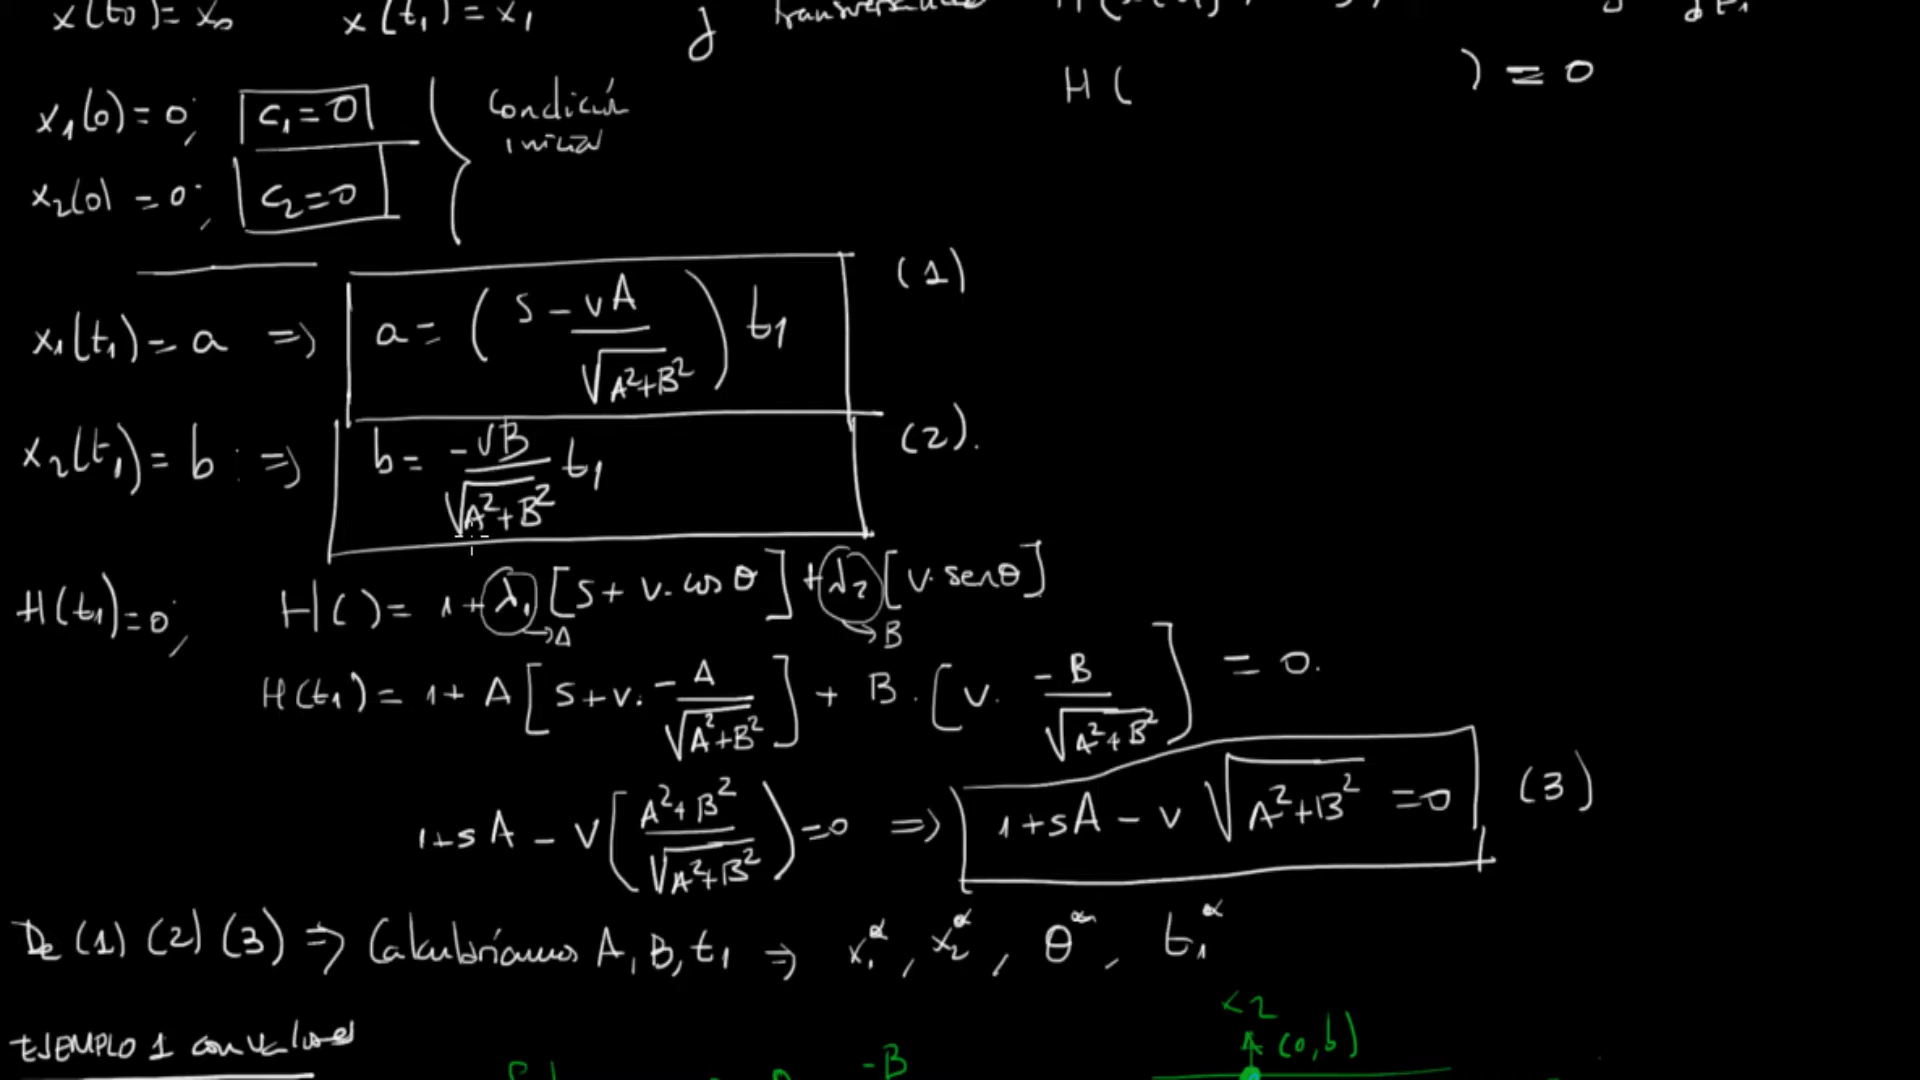 x(t0) = x0    x(t1) = x1    y
H(                ) = 0
x1(0) = 0;    c1 = 0    Condición
x2(0) = 0;    c2 = 0    inicial
x1(t1) = a ⇒ a = (s - vA/√(A²+B²)) t1    (1)
x2(t1) = b : ⇒ b = -vB/√(A²+B²) t1    (2).
H(t1) = 0;    H( ) = 1 + λ1 [s + v. cos θ] + λ2 [v. sen θ]
→ A    → B
H(t1) = 1 + A [s + v. -A/√(A²+B²)] + B . [v. -B/√(A²+B²)] = 0.
1 + sA - v ((A²+B²)/√(A²+B²)) = 0 ⇒ 1 + sA - v √(A²+B²) = 0    (3)
De (1) (2) (3) ⇒ Calcularíamos A, B, t1 → x1*, x2*, θ*, t1*
x2
EJEMPLO 1 con valores    (0,b)
-B